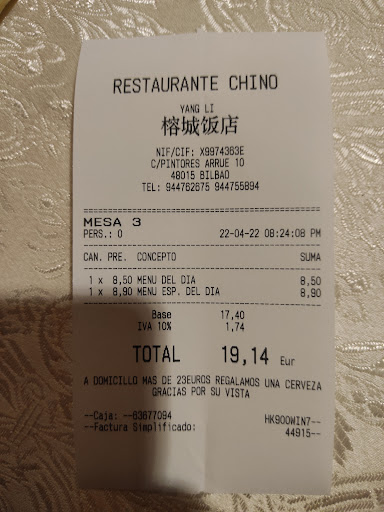 RESTAURANTE CHINO
YANG LI
榕城饭店
NIF/CIF: X9974363E
C/PINTORES ARRUE 10
48015 BILBAO
TEL: 944762675 944755894
MESA 3
PERS.: 0 22-04-22 08:24:08 PM
CAN. PRE. CONCEPTO SUMA
1 x 8,50 MENU DEL DIA 8,50
1 x 8,90 MENU ESP. DEL DIA 8,90
Base 17,40
IVA 10% 1,74
TOTAL 19,14 Eur
A DOMICILLO MAS DE 23EUROS REGALAMOS UNA CERVEZA
GRACIAS POR SU VISTA
--Caja: --63677094 HK900WIN7--
--Factura Simplificado: 44915--